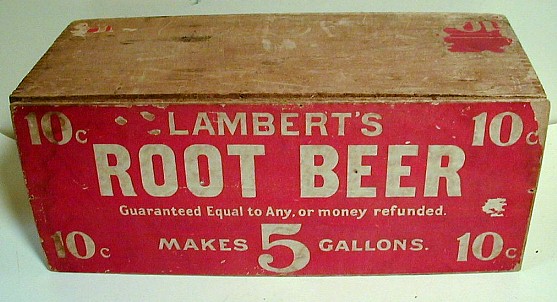 10c LAMBERT'S 10c
ROOT BEER
Guaranteed Equal to Any, or money refunded.
10c MAKES 5 GALLONS. 10c